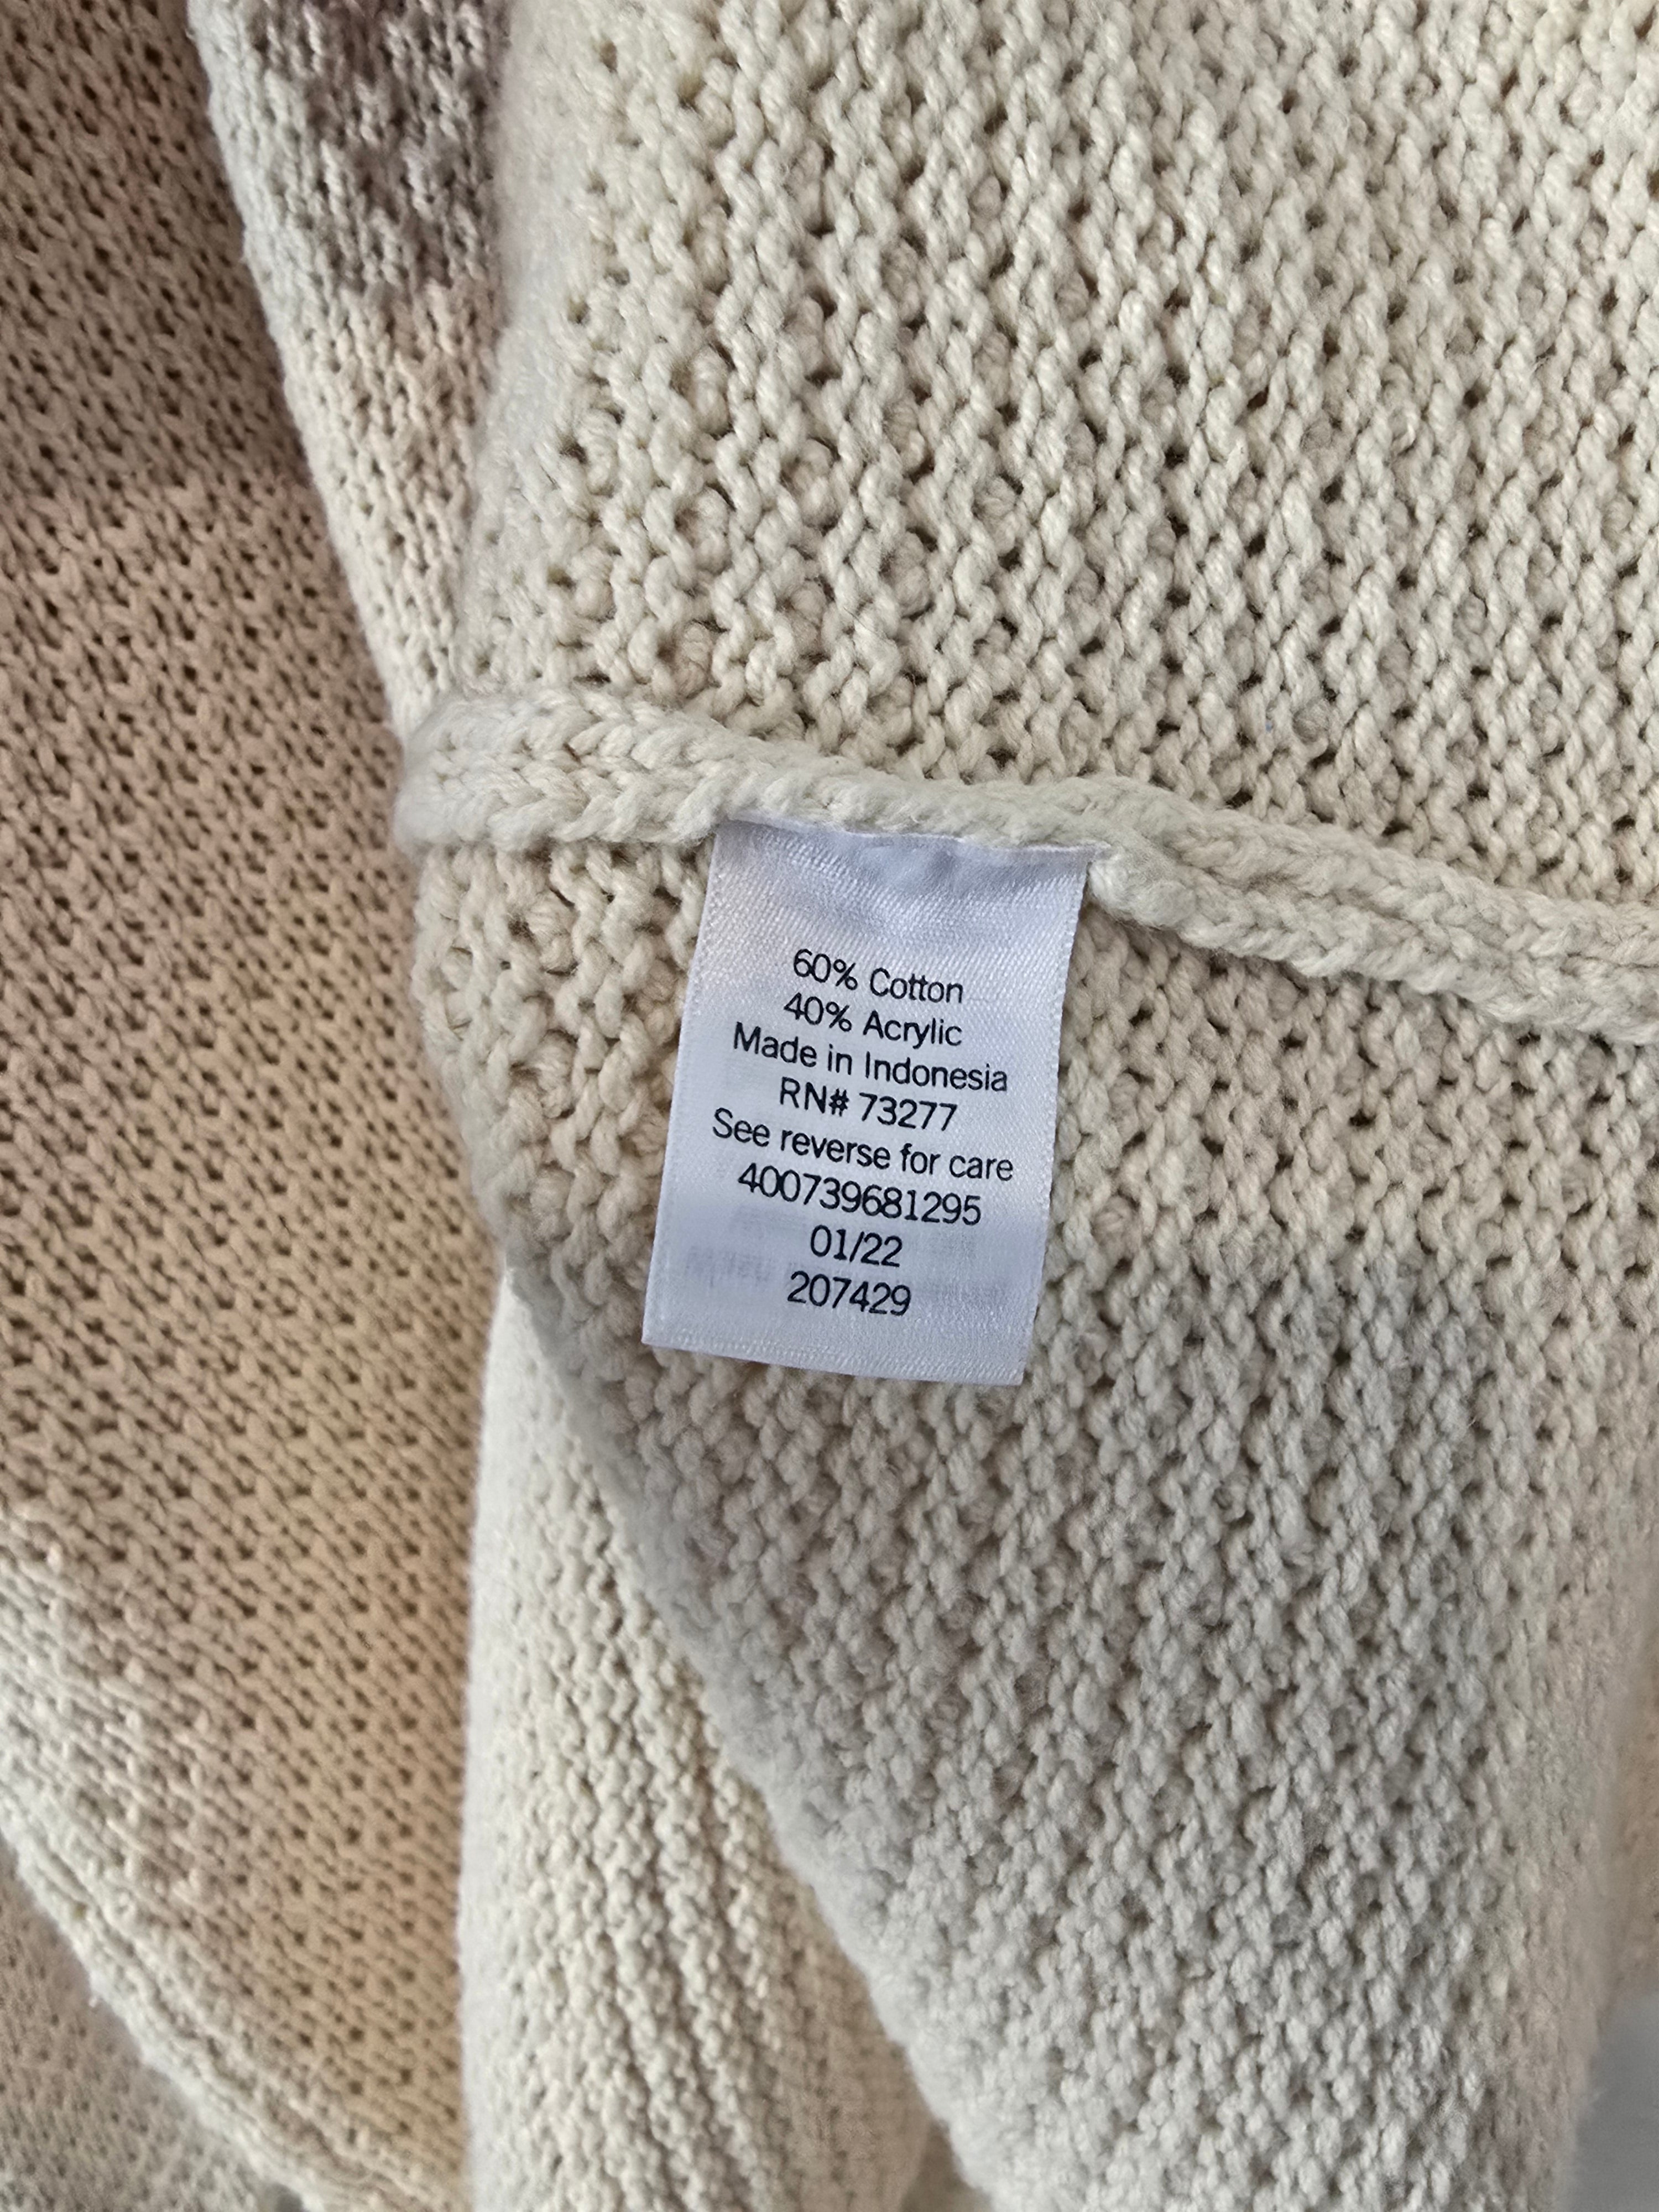 60% Cotton
40% Acrylic
Made in Indonesia
RN# 73277
See reverse for care
400739681295
01/22
207429